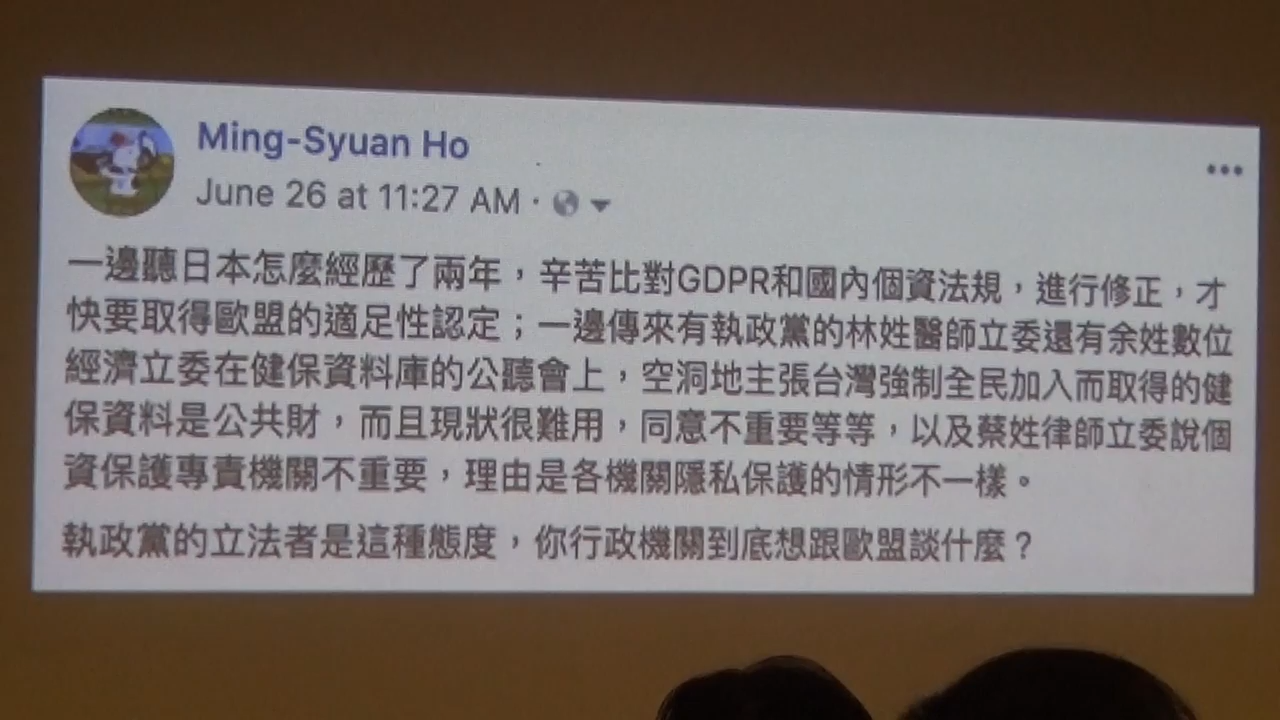 Ming-Syuan Ho
June 26 at 11:27 AM ·
一邊聽日本怎麼經歷了兩年，辛苦比對GDPR和國內個資法規，進行修正，才
快要取得歐盟的適足性認定；一邊傳來有執政黨的林姓醫師立委還有余姓數位
經濟立委在健保資料庫的公聽會上，空洞地主張台灣強制全民加入而取得的健
保資料是公共財，而且現狀很難用，同意不重要等等，以及蔡姓律師立委說個
資保護專責機關不重要，理由是各機關隱私保護的情形不一樣。
執政黨的立法者是這種態度，你行政機關到底想跟歐盟談什麼？